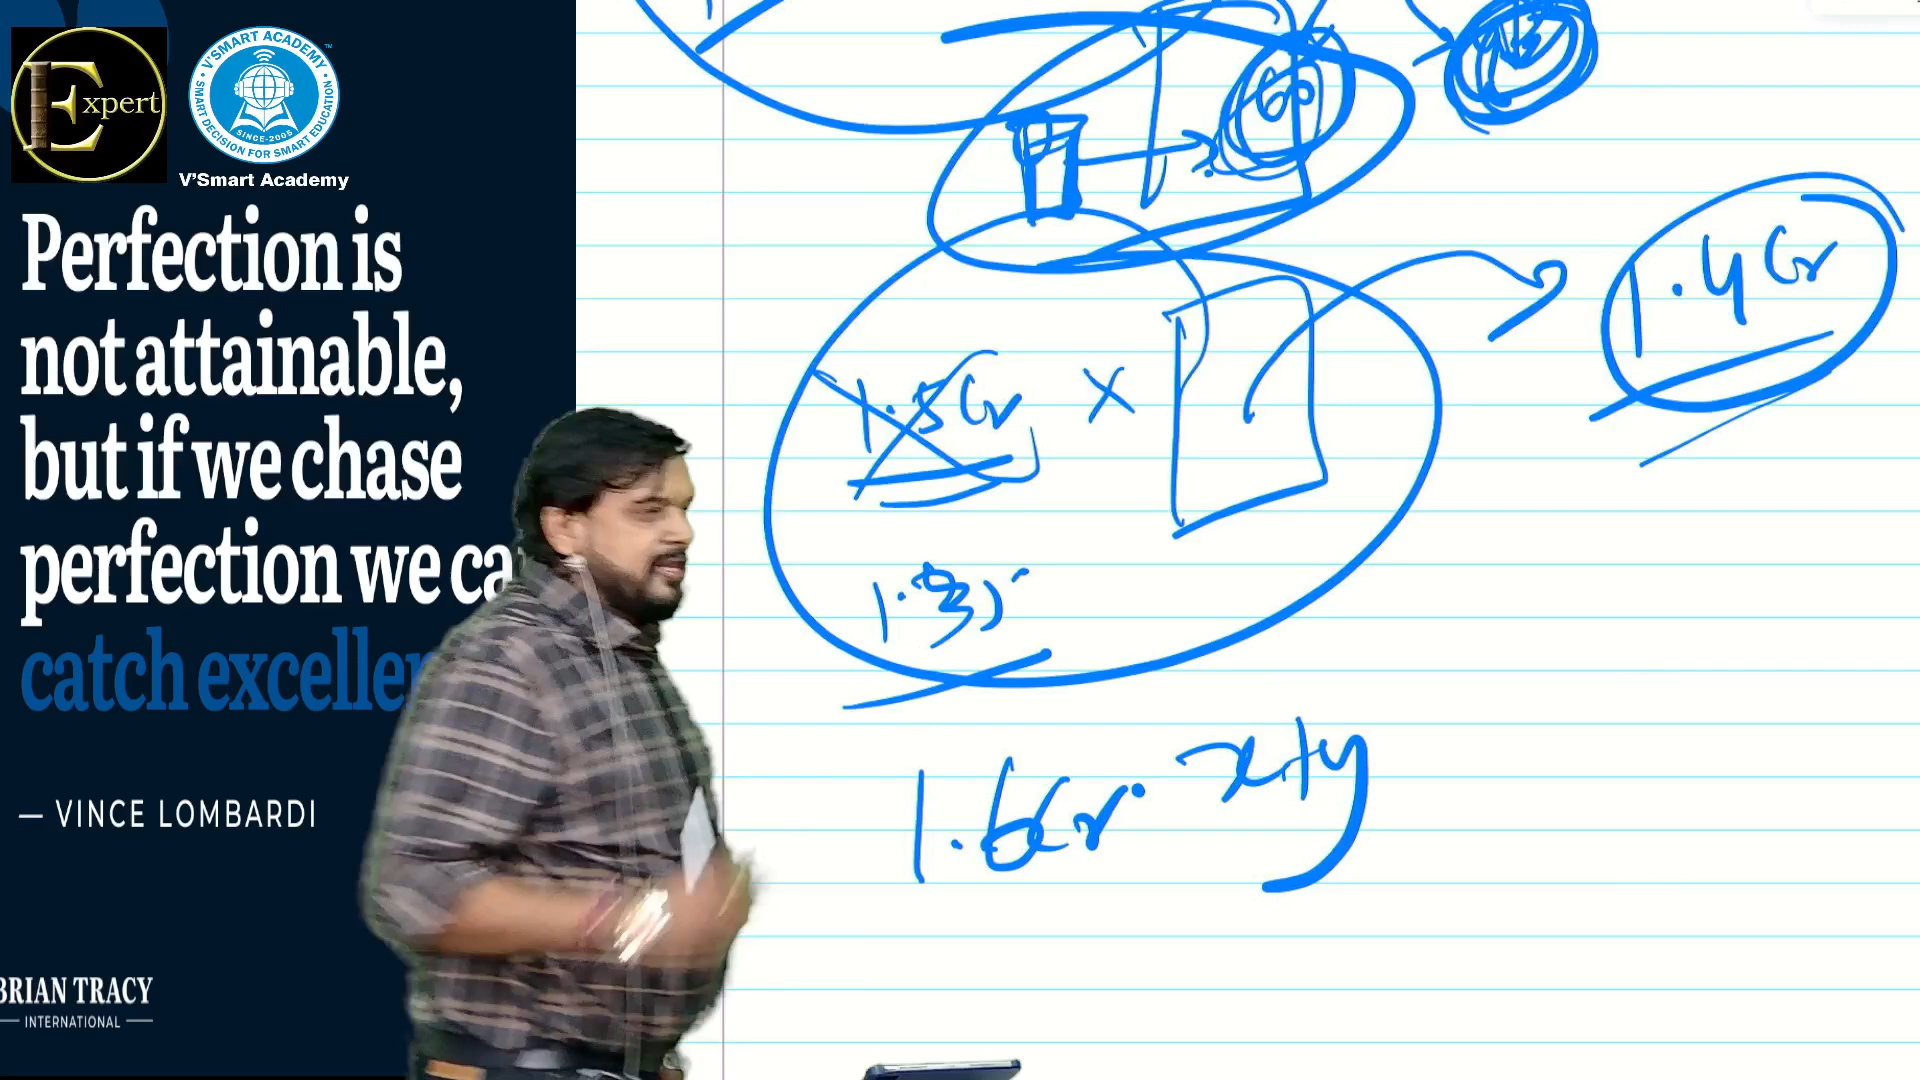 Expert
V'SMART ACADEMY
SMART DECISION FOR SMART EDUCATION
SINCE-2005
V'Smart Academy
Perfection is
not attainable,
but if we chase
perfection we ca
catch excellen
— VINCE LOMBARDI
BRIAN TRACY
INTERNATIONAL
60
1.4 Cr
1.5 Cr ×
1.6 Cr. x+y